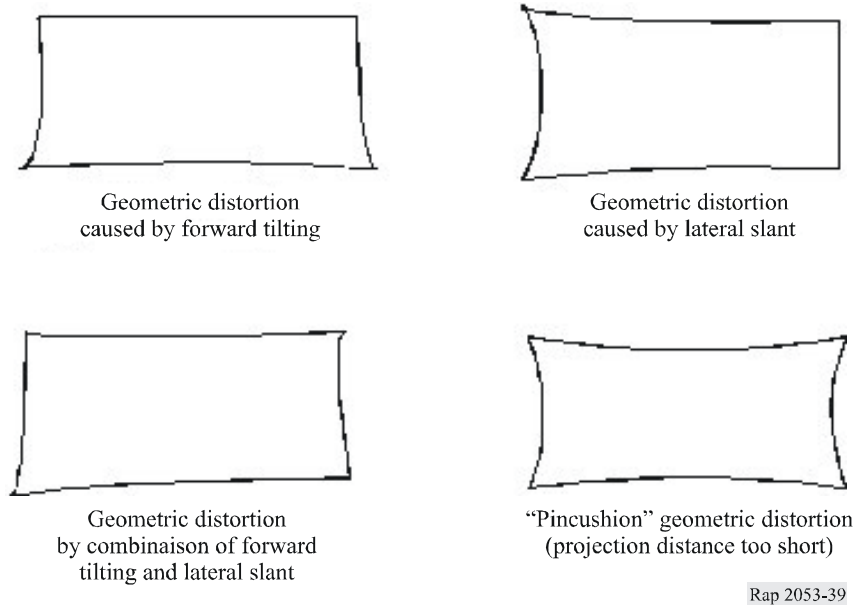 Geometric distortion
caused by forward tilting
Geometric distortion
caused by lateral slant
Geometric distortion
by combinaison of forward
tilting and lateral slant
“Pincushion” geometric distortion
(projection distance too short)
Rap 2053-39